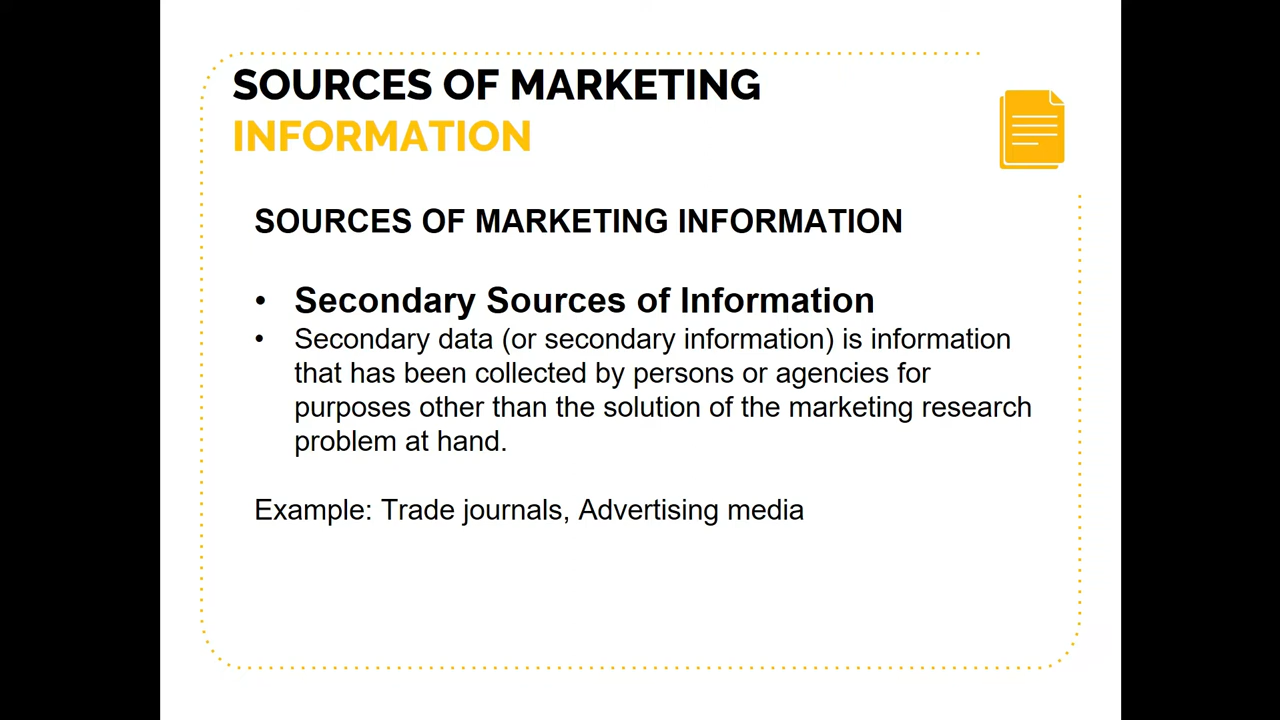 SOURCES OF MARKETING
INFORMATION
SOURCES OF MARKETING INFORMATION
• Secondary Sources of Information
• Secondary data (or secondary information) is information
that has been collected by persons or agencies for
purposes other than the solution of the marketing research
problem at hand.
Example: Trade journals, Advertising media